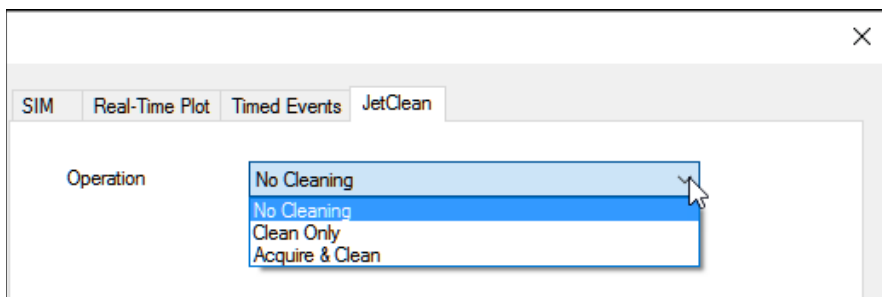 SIM Real-Time Plot Timed Events JetClean
Operation No Cleaning
No Cleaning
Clean Only
Acquire & Clean